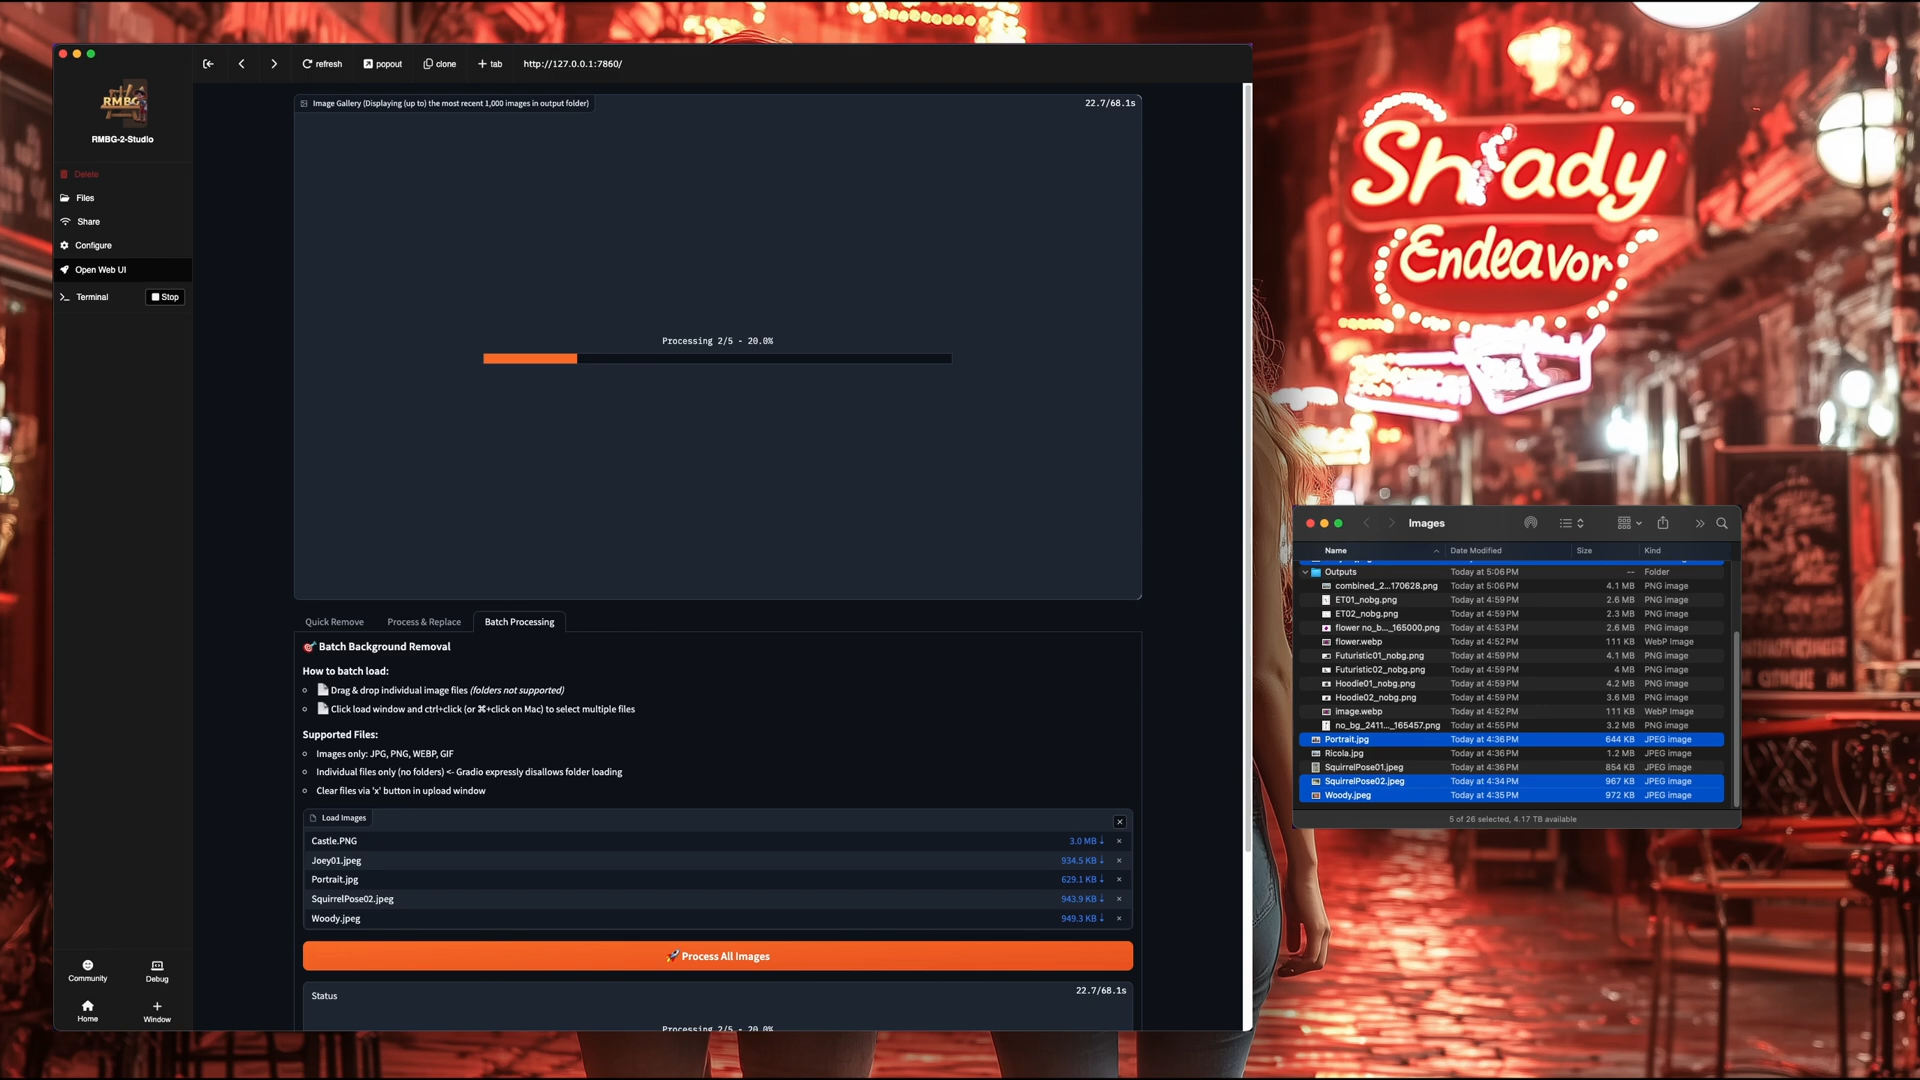 refresh
popout
clone
tab
http://127.0.0.1:7860/
RMBG
RMBG-2-Studio
Delete
Files
Share
Configure
Open Web UI
Terminal
Stop
Community
Debug
Home
Window
Image Gallery (Displaying (up to) the most recent 1,000 images in output folder)
22.7/68.1s
Processing 2/5 - 20.0%
Quick Remove
Process & Replace
Batch Processing
Batch Background Removal
How to batch load:
Drag & drop individual image files (folders not supported)
Click load window and ctrl+click (or ⌘+click on Mac) to select multiple files
Supported Files:
Images only: JPG, PNG, WEBP, GIF
Individual files only (no folders) <- Gradio expressly disallows folder loading
Clear files via 'x' button in upload window
Load Images
Castle.PNG 3.0 MB ↓
Joey01.jpeg 934.5 KB ↓
Portrait.jpg 629.1 KB ↓
SquirrelPose02.jpeg 943.9 KB ↓
Woody.jpeg 949.3 KB ↓
Process All Images
Status
22.7/68.1s
Processing 2/5 - 20.0%
Shady
Endeavor
Images
Name Date Modified Size Kind
Outputs Today at 5:06 PM -- Folder
combined_2...170628.png Today at 5:06 PM 4.1 MB PNG image
ET01_nobg.png Today at 4:59 PM 2.6 MB PNG image
ET02_nobg.png Today at 4:59 PM 2.3 MB PNG image
flower no_b..._165000.png Today at 4:53 PM 2.6 MB PNG image
flower.webp Today at 4:52 PM 111 KB WebP Image
Futuristic01_nobg.png Today at 4:59 PM 4.1 MB PNG image
Futuristic02_nobg.png Today at 4:59 PM 4 MB PNG image
Hoodie01_nobg.png Today at 4:59 PM 4.2 MB PNG image
Hoodie02_nobg.png Today at 4:59 PM 3.6 MB PNG image
image.webp Today at 4:52 PM 111 KB WebP Image
no_bg_2411..._165457.png Today at 4:55 PM 3.2 MB PNG image
Portrait.jpg Today at 4:36 PM 644 KB JPEG image
Ricola.jpg Today at 4:36 PM 1.2 MB JPEG image
SquirrelPose01.jpeg Today at 4:36 PM 854 KB JPEG image
SquirrelPose02.jpeg Today at 4:34 PM 967 KB JPEG image
Woody.jpeg Today at 4:35 PM 972 KB JPEG image
5 of 26 selected, 4.17 TB available